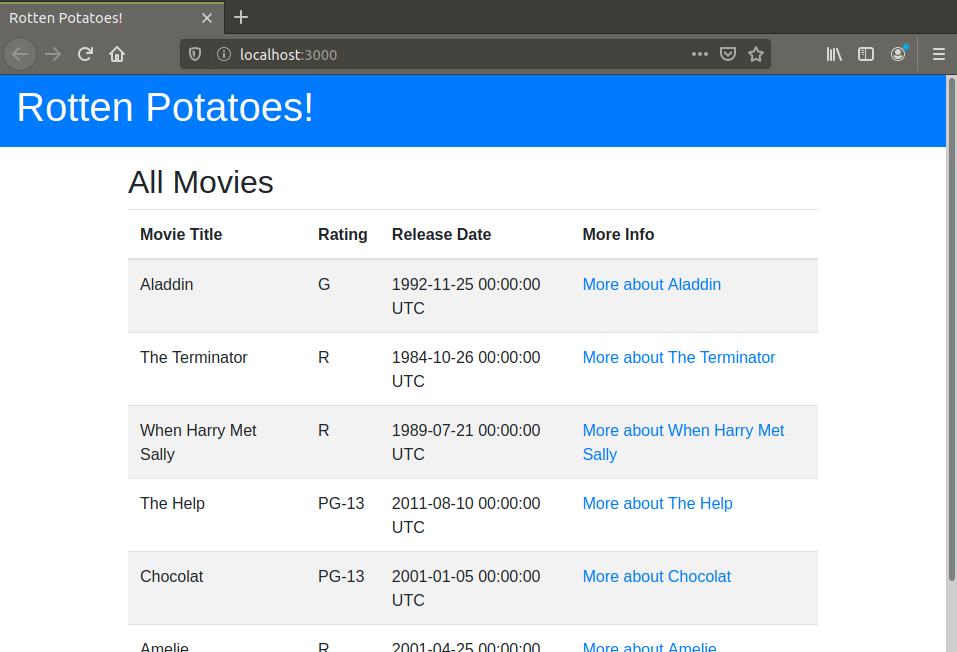 Rotten Potatoes!
localhost:3000
Rotten Potatoes!
All Movies
Movie Title Rating Release Date More Info
Aladdin G 1992-11-25 00:00:00 More about Aladdin
UTC
The Terminator R 1984-10-26 00:00:00 More about The Terminator
UTC
When Harry Met R 1989-07-21 00:00:00 More about When Harry Met
Sally UTC Sally
The Help PG-13 2011-08-10 00:00:00 More about The Help
UTC
Chocolat PG-13 2001-01-05 00:00:00 More about Chocolat
UTC
Amelie R 2001-04-25 00:00:00 More about Amelie